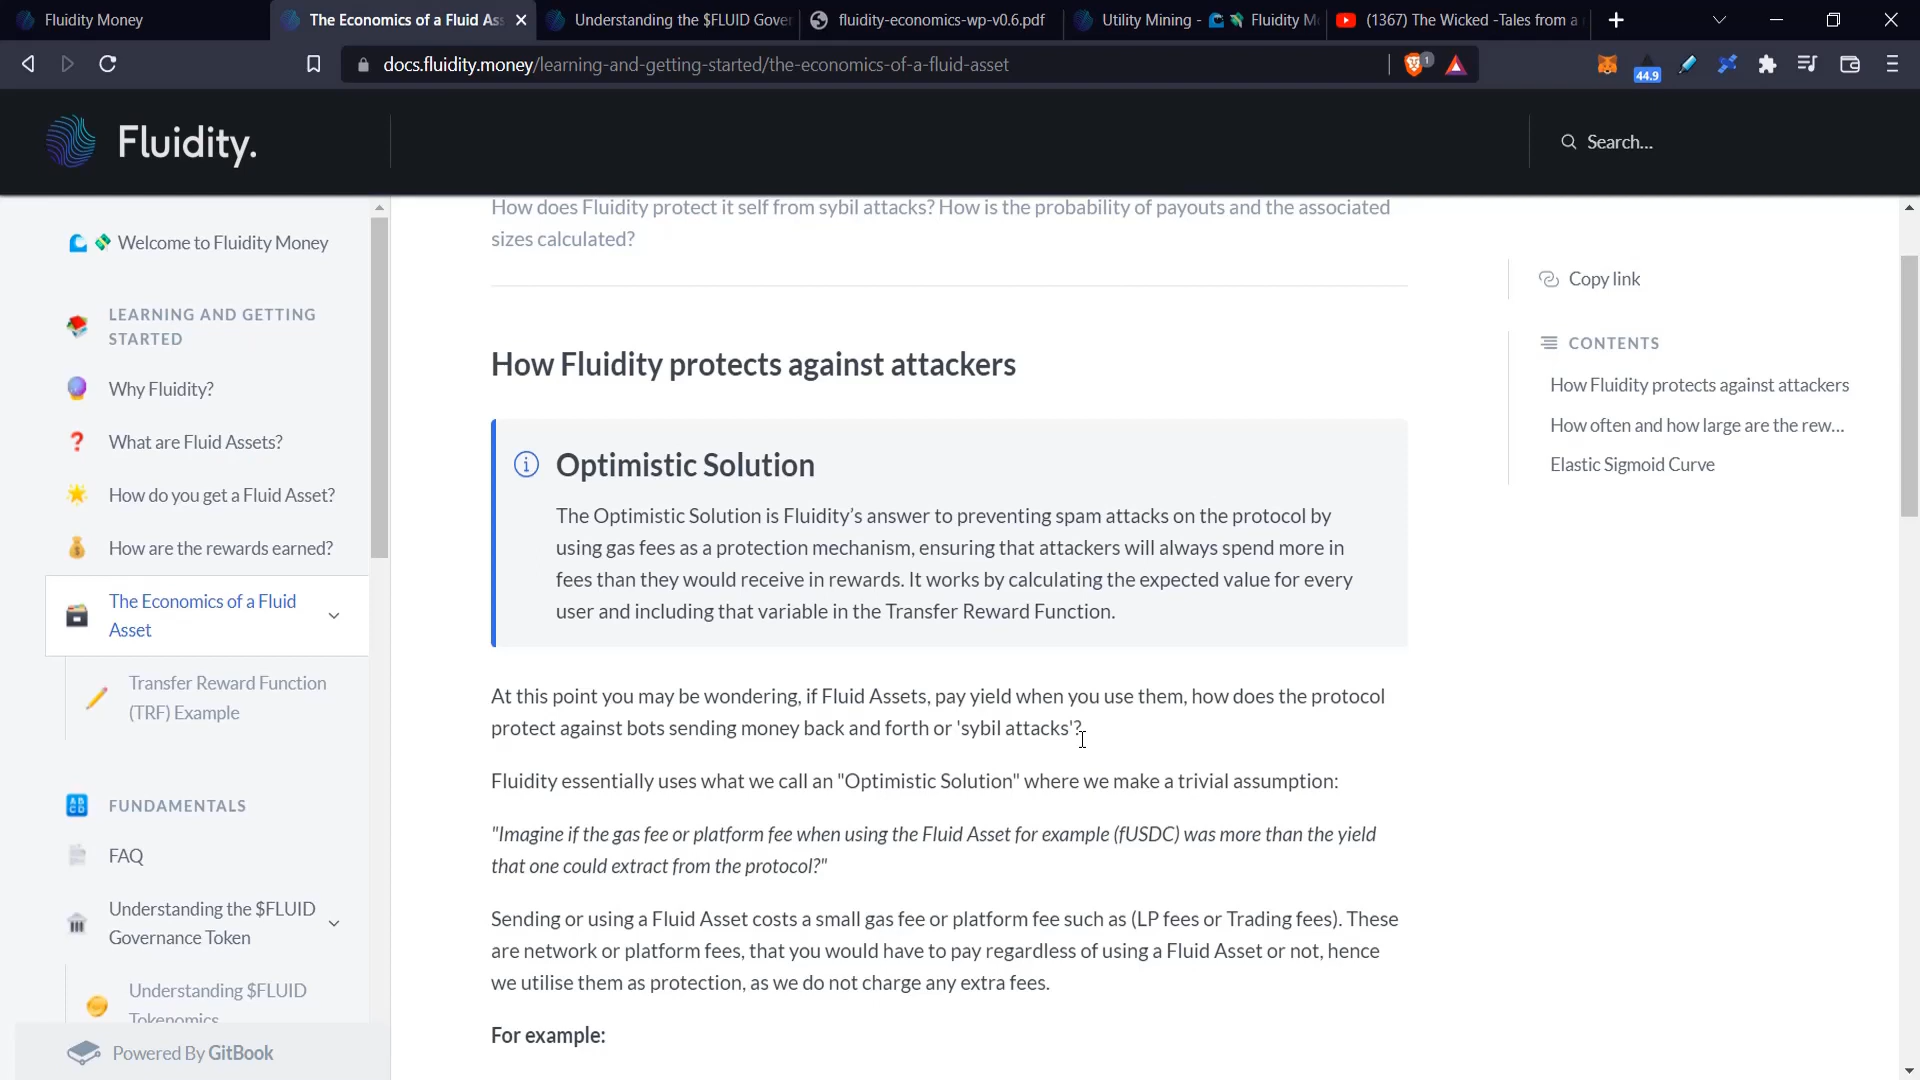 Fluidity Money
The Economics of a Fluid Ass
Understanding the $FLUID Gover
fluidity-economics-wp-v0.6.pdf
Utility Mining - 🌊 💸 Fluidity M
(1367) The Wicked -Tales from a
docs.fluidity.money/learning-and-getting-started/the-economics-of-a-fluid-asset
1
44.9
Fluidity.
Search...
🌊 💸 Welcome to Fluidity Money
LEARNING AND GETTING
STARTED
Why Fluidity?
What are Fluid Assets?
How do you get a Fluid Asset?
How are the rewards earned?
The Economics of a Fluid
Asset
Transfer Reward Function
(TRF) Example
FUNDAMENTALS
FAQ
Understanding the $FLUID
Governance Token
Understanding $FLUID
Tokenomics
Powered By GitBook
How does Fluidity protect it self from sybil attacks? How is the probability of payouts and the associated
sizes calculated?
How Fluidity protects against attackers
Optimistic Solution
The Optimistic Solution is Fluidity's answer to preventing spam attacks on the protocol by
using gas fees as a protection mechanism, ensuring that attackers will always spend more in
fees than they would receive in rewards. It works by calculating the expected value for every
user and including that variable in the Transfer Reward Function.
At this point you may be wondering, if Fluid Assets, pay yield when you use them, how does the protocol
protect against bots sending money back and forth or 'sybil attacks'?
Fluidity essentially uses what we call an "Optimistic Solution" where we make a trivial assumption:
"Imagine if the gas fee or platform fee when using the Fluid Asset for example (fUSDC) was more than the yield
that one could extract from the protocol?"
Sending or using a Fluid Asset costs a small gas fee or platform fee such as (LP fees or Trading fees). These
are network or platform fees, that you would have to pay regardless of using a Fluid Asset or not, hence
we utilise them as protection, as we do not charge any extra fees.
For example:
Copy link
CONTENTS
How Fluidity protects against attackers
How often and how large are the rew...
Elastic Sigmoid Curve